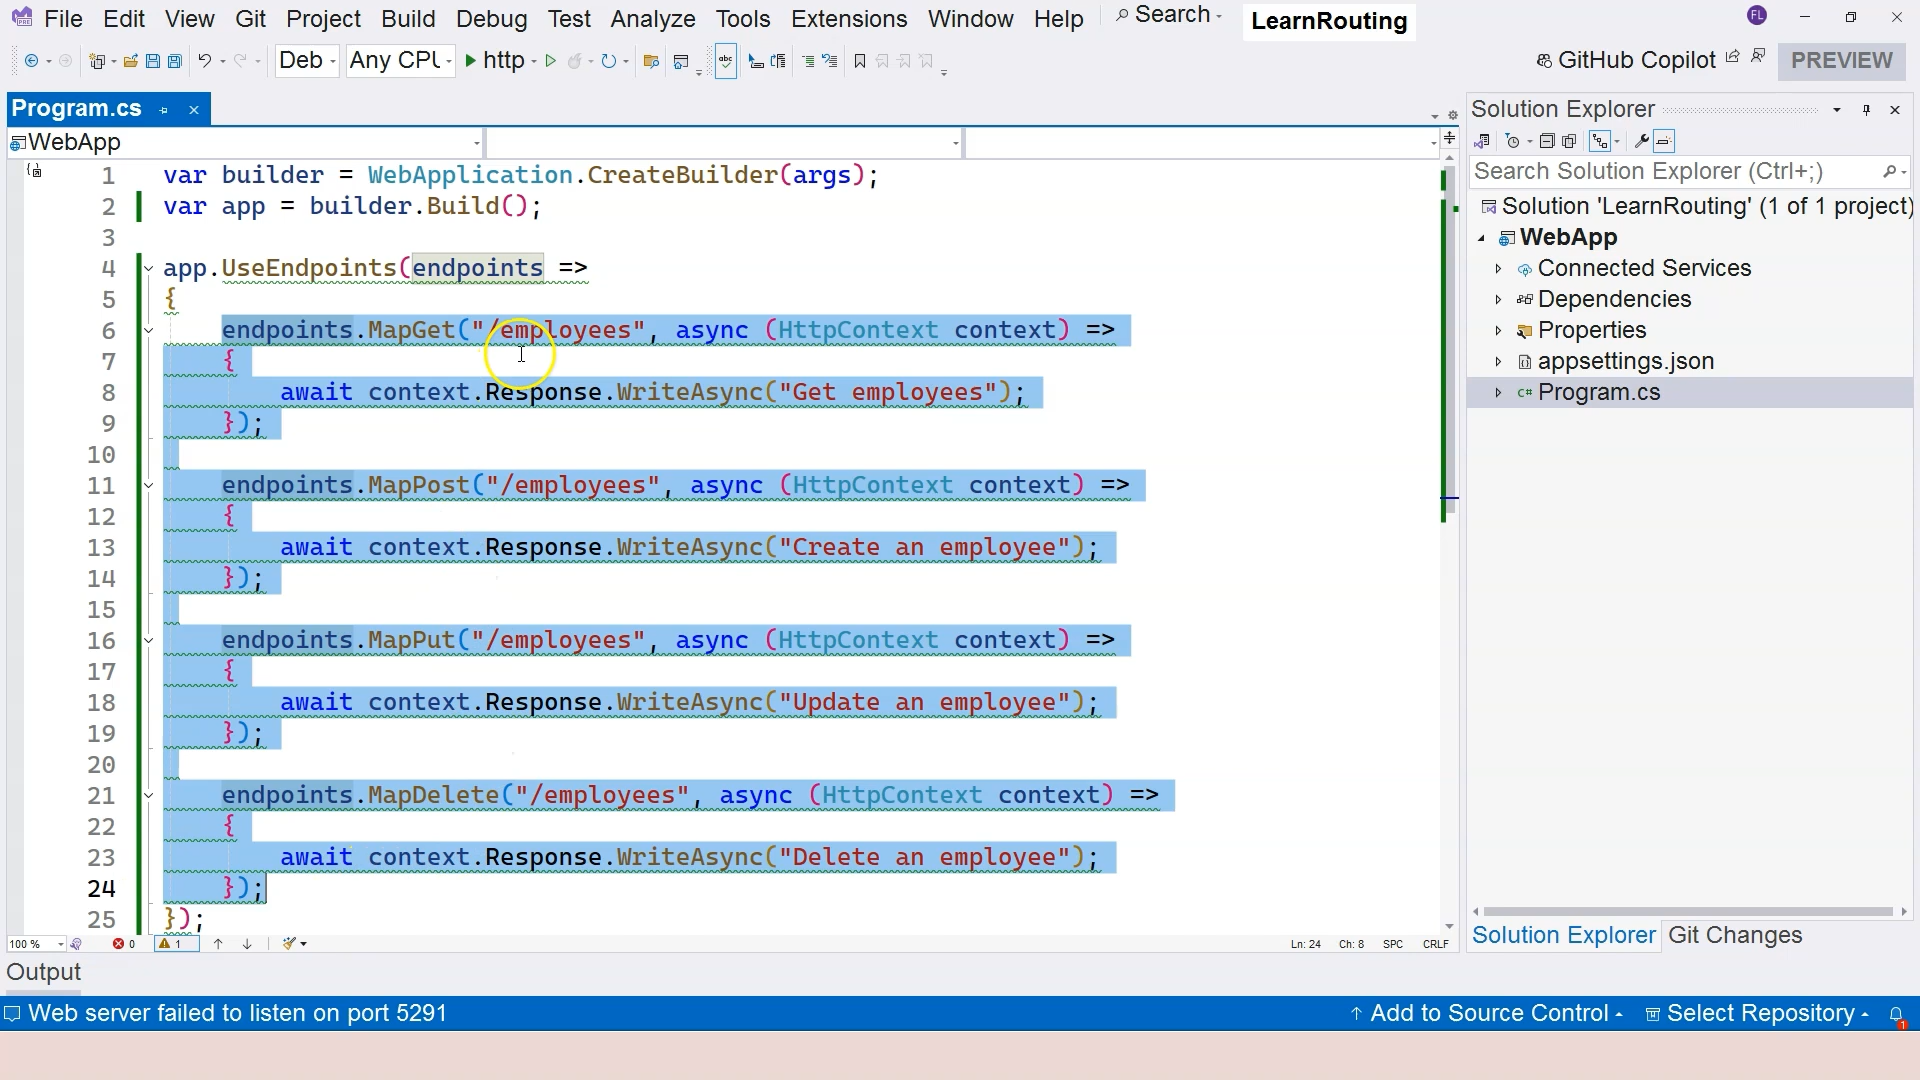 File Edit View Git Project Build Debug Test Analyze Tools Extensions Window Help Search LearnRouting FL
Deb Any CPU http GitHub Copilot PREVIEW
Program.cs
Solution Explorer
WebApp
Search Solution Explorer (Ctrl+;)
1 var builder = WebApplication.CreateBuilder(args);
2 var app = builder.Build();
3
4 app.UseEndpoints(endpoints =>
5 {
6 endpoints.MapGet("/employees", async (HttpContext context) =>
7 {
8 await context.Response.WriteAsync("Get employees");
9 });
10
11 endpoints.MapPost("/employees", async (HttpContext context) =>
12 {
13 await context.Response.WriteAsync("Create an employee");
14 });
15
16 endpoints.MapPut("/employees", async (HttpContext context) =>
17 {
18 await context.Response.WriteAsync("Update an employee");
19 });
20
21 endpoints.MapDelete("/employees", async (HttpContext context) =>
22 {
23 await context.Response.WriteAsync("Delete an employee");
24 });
25 });
Solution 'LearnRouting' (1 of 1 project)
WebApp
Connected Services
Dependencies
Properties
appsettings.json
C# Program.cs
100 % 0 1 Ln: 24 Ch: 8 SPC CRLF
Solution Explorer Git Changes
Output
Web server failed to listen on port 5291 Add to Source Control Select Repository 1